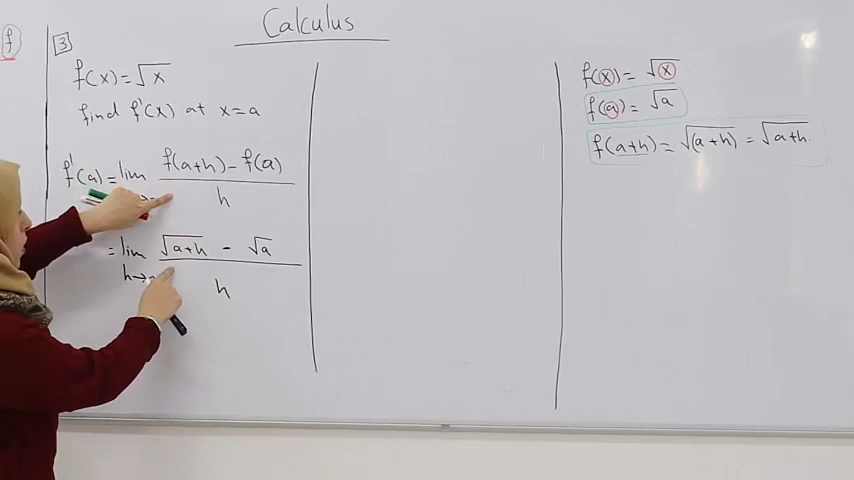 Calculus
f
3
f(x) = √x
find f'(x) at x = a
f'(a) = lim f(a+h) - f(a)
h
= lim √a+h - √a
h→ h
f(x) = √x
f(a) = √a
f(a+h) = √(a+h) = √a+h.